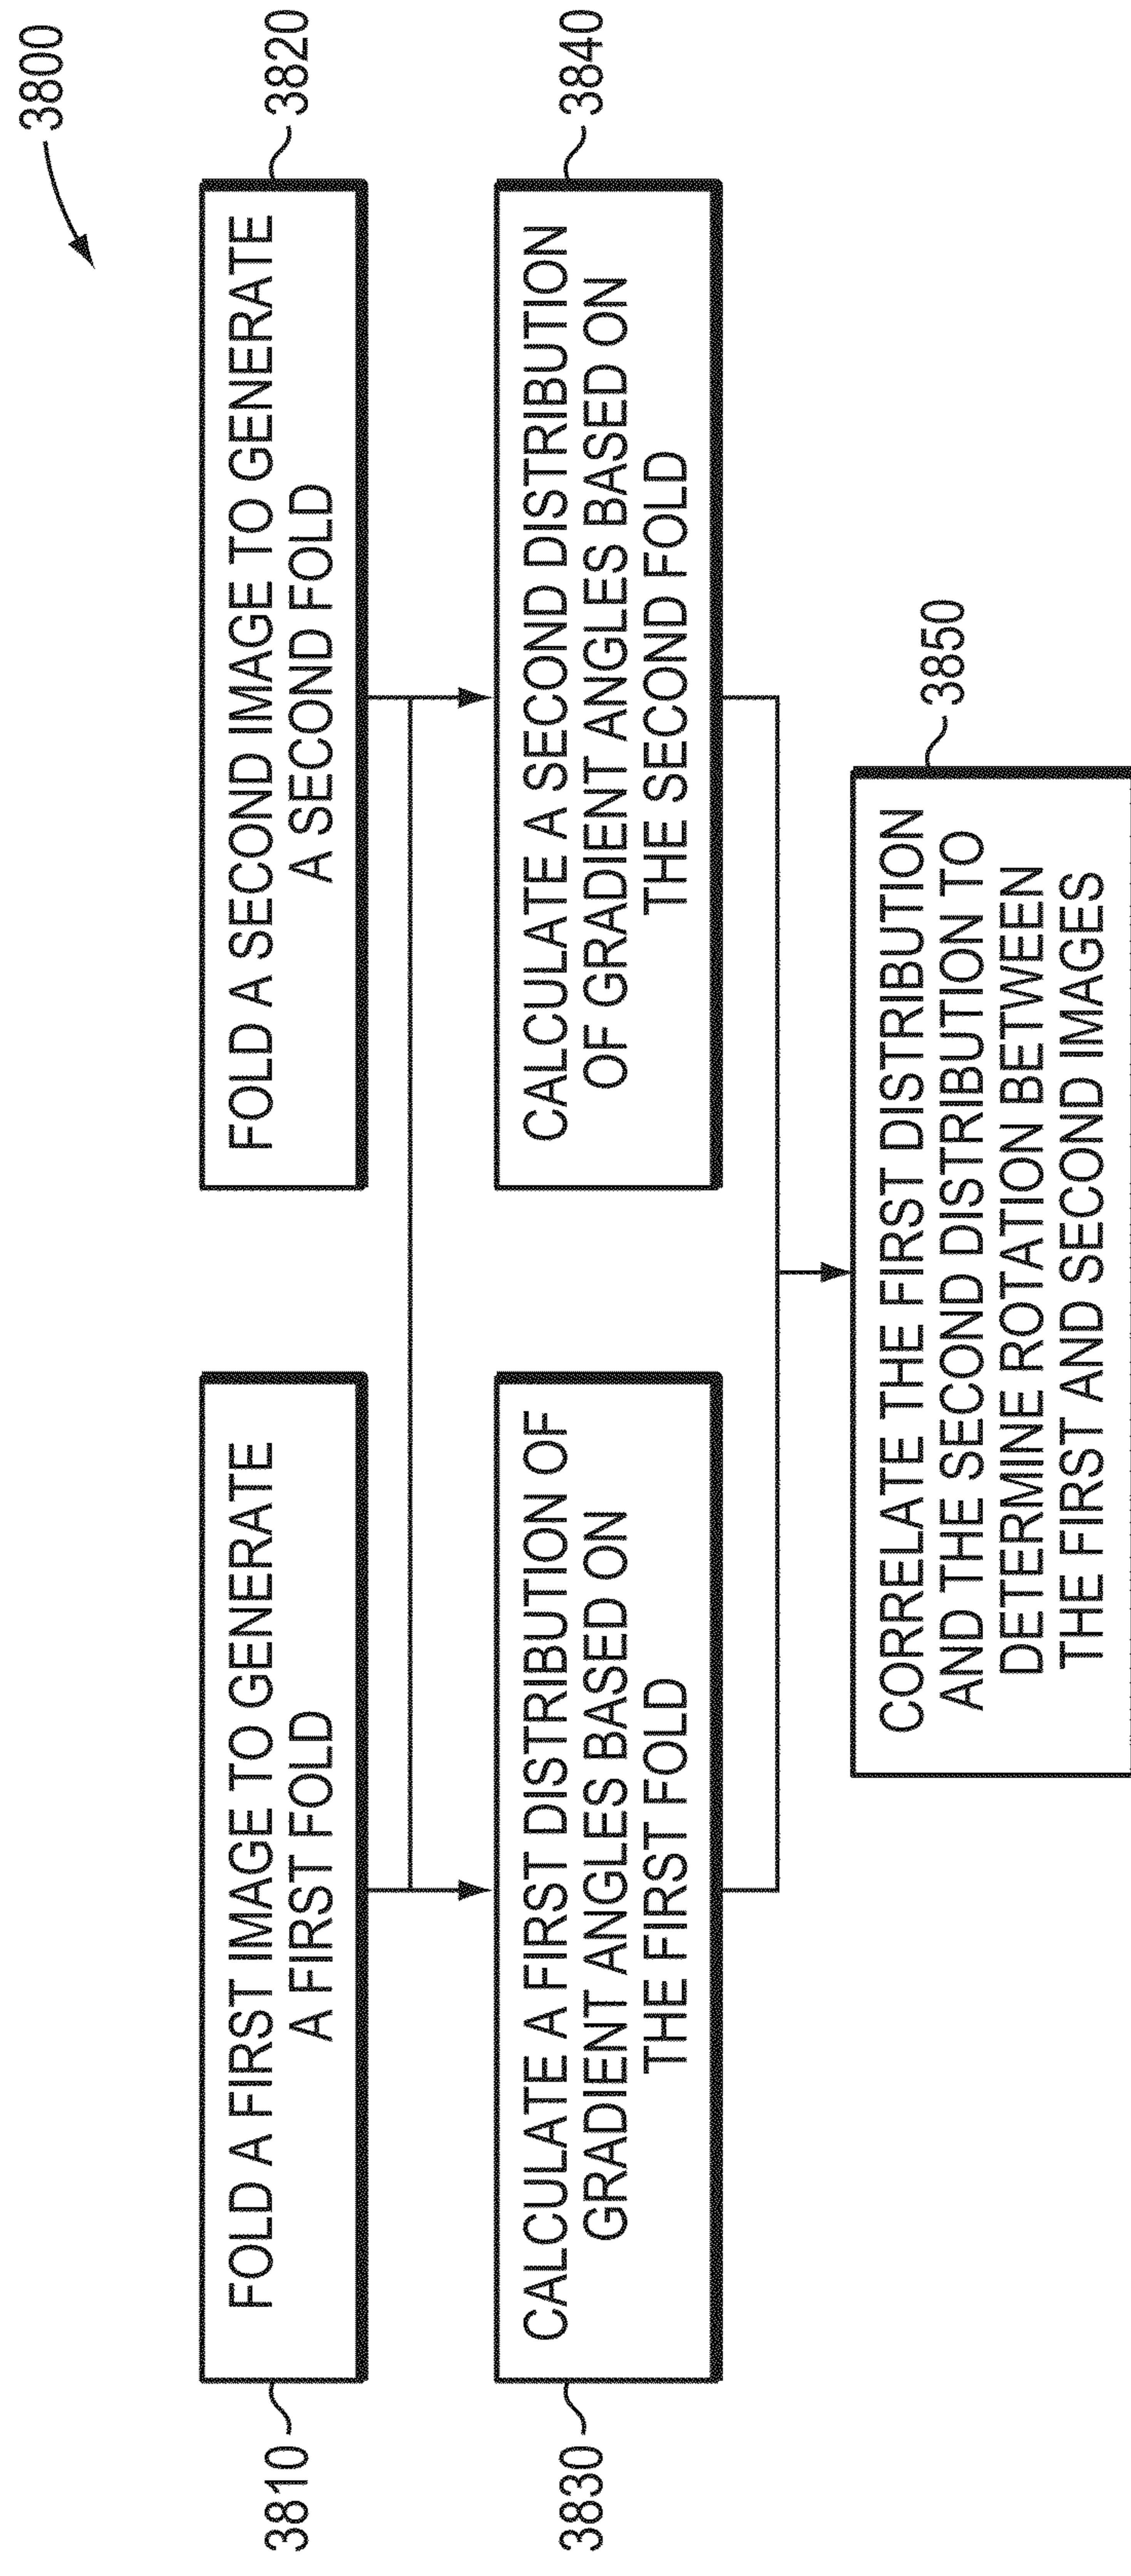 3800
3810
FOLD A FIRST IMAGE TO GENERATE
A FIRST FOLD
3820
FOLD A SECOND IMAGE TO GENERATE
A SECOND FOLD
3830
CALCULATE A FIRST DISTRIBUTION OF
GRADIENT ANGLES BASED ON
THE FIRST FOLD
3840
CALCULATE A SECOND DISTRIBUTION
OF GRADIENT ANGLES BASED ON
THE SECOND FOLD
3850
CORRELATE THE FIRST DISTRIBUTION
AND THE SECOND DISTRIBUTION TO
DETERMINE ROTATION BETWEEN
THE FIRST AND SECOND IMAGES